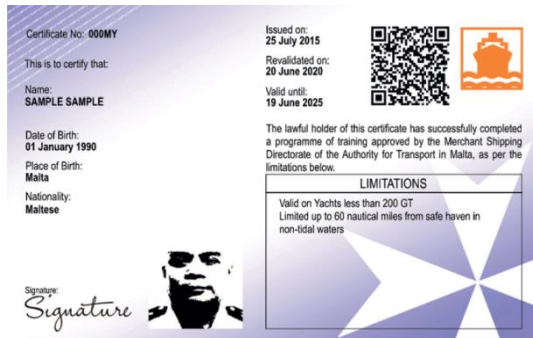 Certificate No: 000MY
This is to certify that:
Name:
SAMPLE SAMPLE
Date of Birth:
01 January 1990
Place of Birth:
Malta
Nationality:
Maltese
Signature:
Signature
Issued on:
25 July 2015
Revalidated on:
20 June 2020
Valid until:
19 June 2025
The lawful holder of this certificate has successfully completed
a programme of training approved by the Merchant Shipping
Directorate of the Authority for Transport in Malta, as per the
limitations below.
LIMITATIONS
Valid on Yachts less than 200 GT
Limited up to 60 nautical miles from safe haven in
non-tidal waters